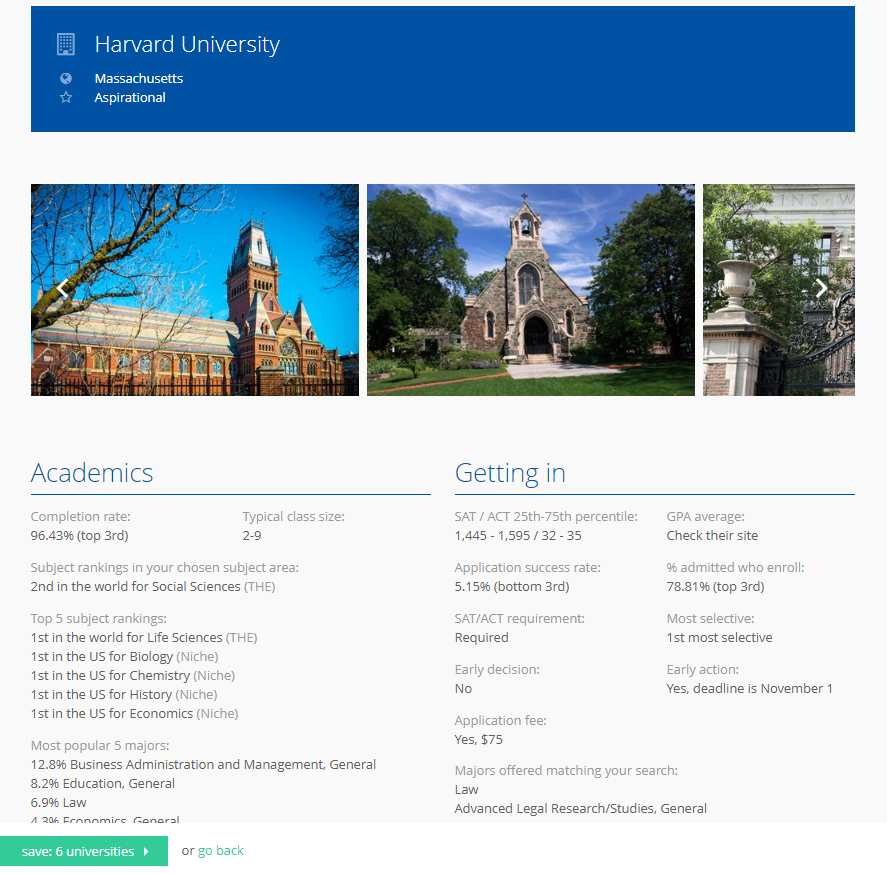 Harvard University
Massachusetts
Aspirational
INS · W
Academics
Completion rate:
96.43% (top 3rd)
Typical class size:
2-9
Subject rankings in your chosen subject area:
2nd in the world for Social Sciences (THE)
Top 5 subject rankings:
1st in the world for Life Sciences (THE)
1st in the US for Biology (Niche)
1st in the US for Chemistry (Niche)
1st in the US for History (Niche)
1st in the US for Economics (Niche)
Most popular 5 majors:
12.8% Business Administration and Management, General
8.2% Education, General
6.9% Law
4.3% Economics, General
Getting in
SAT / ACT 25th-75th percentile:
1,445 - 1,595 / 32 - 35
GPA average:
Check their site
Application success rate:
5.15% (bottom 3rd)
% admitted who enroll:
78.81% (top 3rd)
SAT/ACT requirement:
Required
Most selective:
1st most selective
Early decision:
No
Early action:
Yes, deadline is November 1
Application fee:
Yes, $75
Majors offered matching your search:
Law
Advanced Legal Research/Studies, General
save: 6 universities
or go back